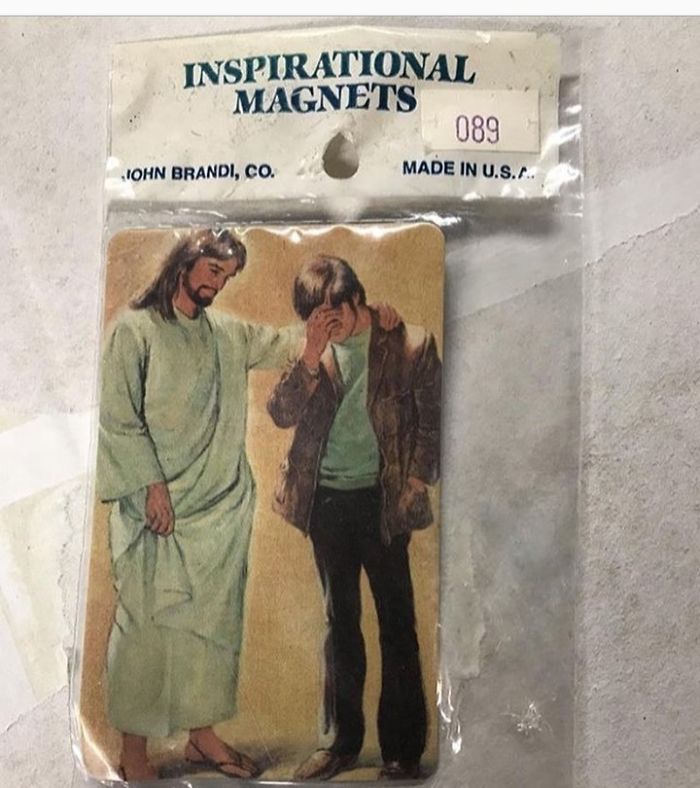 INSPIRATIONAL
MAGNETS
089
JOHN BRANDI, CO.
MADE IN U.S.A.